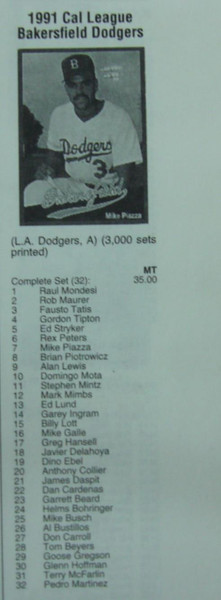 1991 Cal League
Bakersfield Dodgers
B
Dodgers
3
Mike Piazza
(L.A. Dodgers, A) (3,000 sets
printed)
MT
Complete Set (32): 35.00
1 Raul Mondesi
2 Rob Maurer
3 Fausto Tatis
4 Gordon Tipton
5 Ed Stryker
6 Rex Peters
7 Mike Piazza
8 Brian Piotrowicz
9 Alan Lewis
10 Domingo Mota
11 Stephen Mintz
12 Mark Mimbs
13 Ed Lund
14 Garey Ingram
15 Billy Lott
16 Mike Galle
17 Greg Hansell
18 Javier Delahoya
19 Dino Ebel
20 Anthony Collier
21 James Daspit
22 Dan Cardenas
23 Garrett Beard
24 Helms Bohringer
25 Mike Busch
26 Al Bustillos
27 Don Carroll
28 Tom Beyers
29 Goose Gregson
30 Glenn Hoffman
31 Terry McFarlin
32 Pedro Martinez